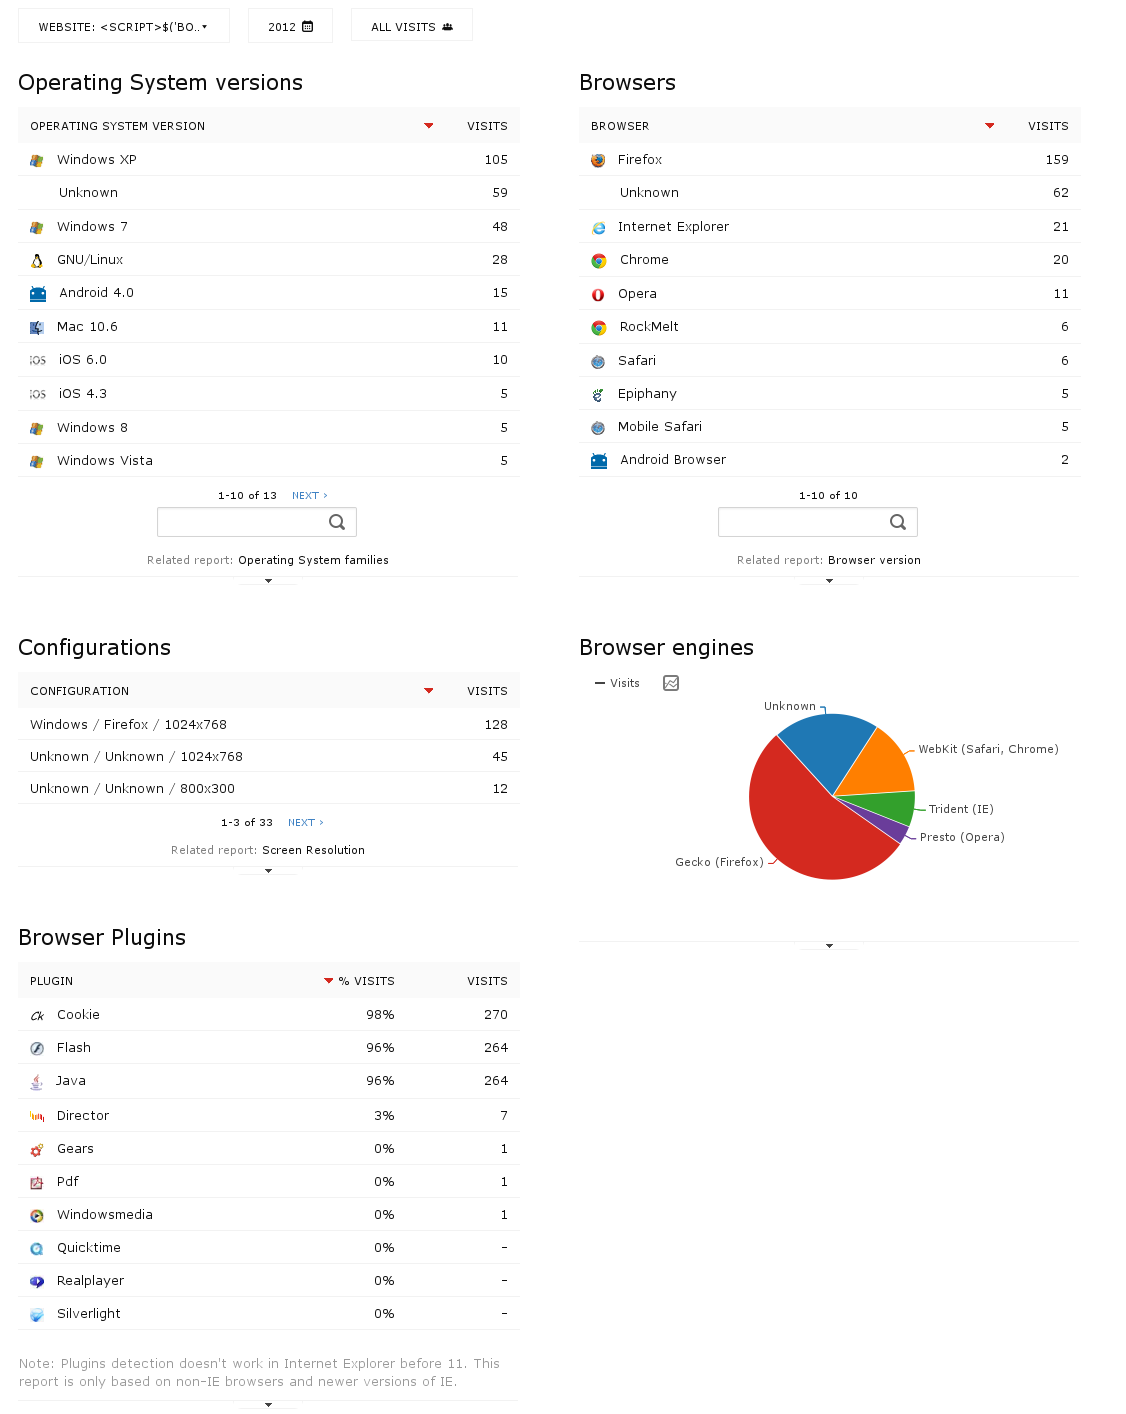 WEBSITE: <SCRIPT>$('BO..
2012
ALL VISITS
Operating System versions
OPERATING SYSTEM VERSION VISITS
Windows XP 105
Unknown 59
Windows 7 48
GNU/Linux 28
Android 4.0 15
Mac 10.6 11
iOS iOS 6.0 10
iOS iOS 4.3 5
Windows 8 5
Windows Vista 5
1-10 of 13 NEXT ›
Related report: Operating System families
Browsers
BROWSER VISITS
Firefox 159
Unknown 62
Internet Explorer 21
Chrome 20
Opera 11
RockMelt 6
Safari 6
Epiphany 5
Mobile Safari 5
Android Browser 2
1-10 of 10
Related report: Browser version
Configurations
CONFIGURATION VISITS
Windows / Firefox / 1024x768 128
Unknown / Unknown / 1024x768 45
Unknown / Unknown / 800x300 12
1-3 of 33 NEXT ›
Related report: Screen Resolution
Browser engines
Visits
Unknown
WebKit (Safari, Chrome)
Trident (IE)
Presto (Opera)
Gecko (Firefox)
Browser Plugins
PLUGIN % VISITS VISITS
Ck Cookie 98% 270
Flash 96% 264
Java 96% 264
Director 3% 7
Gears 0% 1
Pdf 0% 1
Windowsmedia 0% 1
Quicktime 0% -
Realplayer 0% -
Silverlight 0% -
Note: Plugins detection doesn't work in Internet Explorer before 11. This
report is only based on non-IE browsers and newer versions of IE.